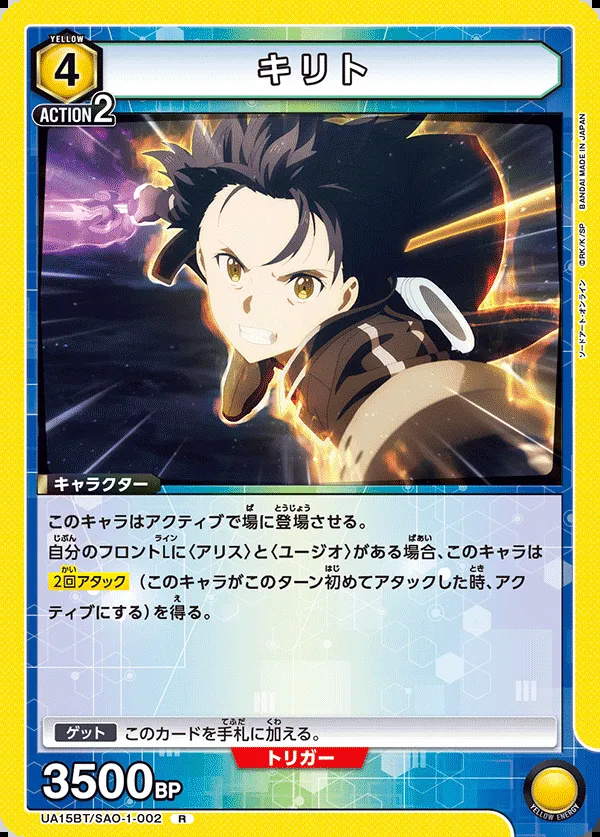 YELLOW
4
ACTION2
キリト
BANDAI MADE IN JAPAN
©RK/K/SP
ソードアート・オンライン
キャラクター
このキャラはアクティブで場に登場させる。
自分のフロントLに〈アリス〉と〈ユージオ〉がある場合、このキャラは
2回アタック（このキャラがこのターン初めてアタックした時、アク
ティブにする）を得る。
ゲット このカードを手札に加える。
トリガー
3500BP
YELLOW ENERGY
UA15BT/SAO-1-002 R